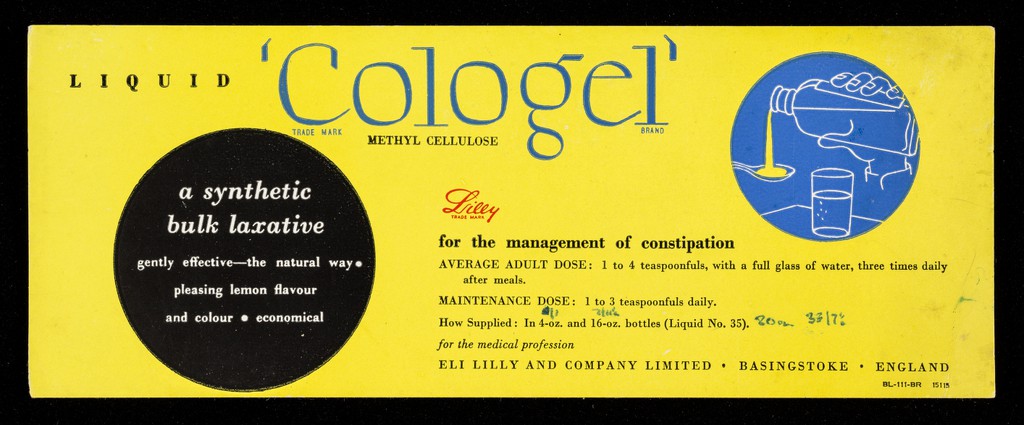 LIQUID 'Cologel'
TRADE MARK BRAND
METHYL CELLULOSE
a synthetic
bulk laxative
gently effective—the natural way •
pleasing lemon flavour
and colour • economical
Lilly
TRADE MARK
for the management of constipation
AVERAGE ADULT DOSE: 1 to 4 teaspoonfuls, with a full glass of water, three times daily
after meals.
MAINTENANCE DOSE: 1 to 3 teaspoonfuls daily.
How Supplied: In 4-oz. and 16-oz. bottles (Liquid No. 35).
for the medical profession
ELI LILLY AND COMPANY LIMITED • BASINGSTOKE • ENGLAND
BL-111-BR 15115